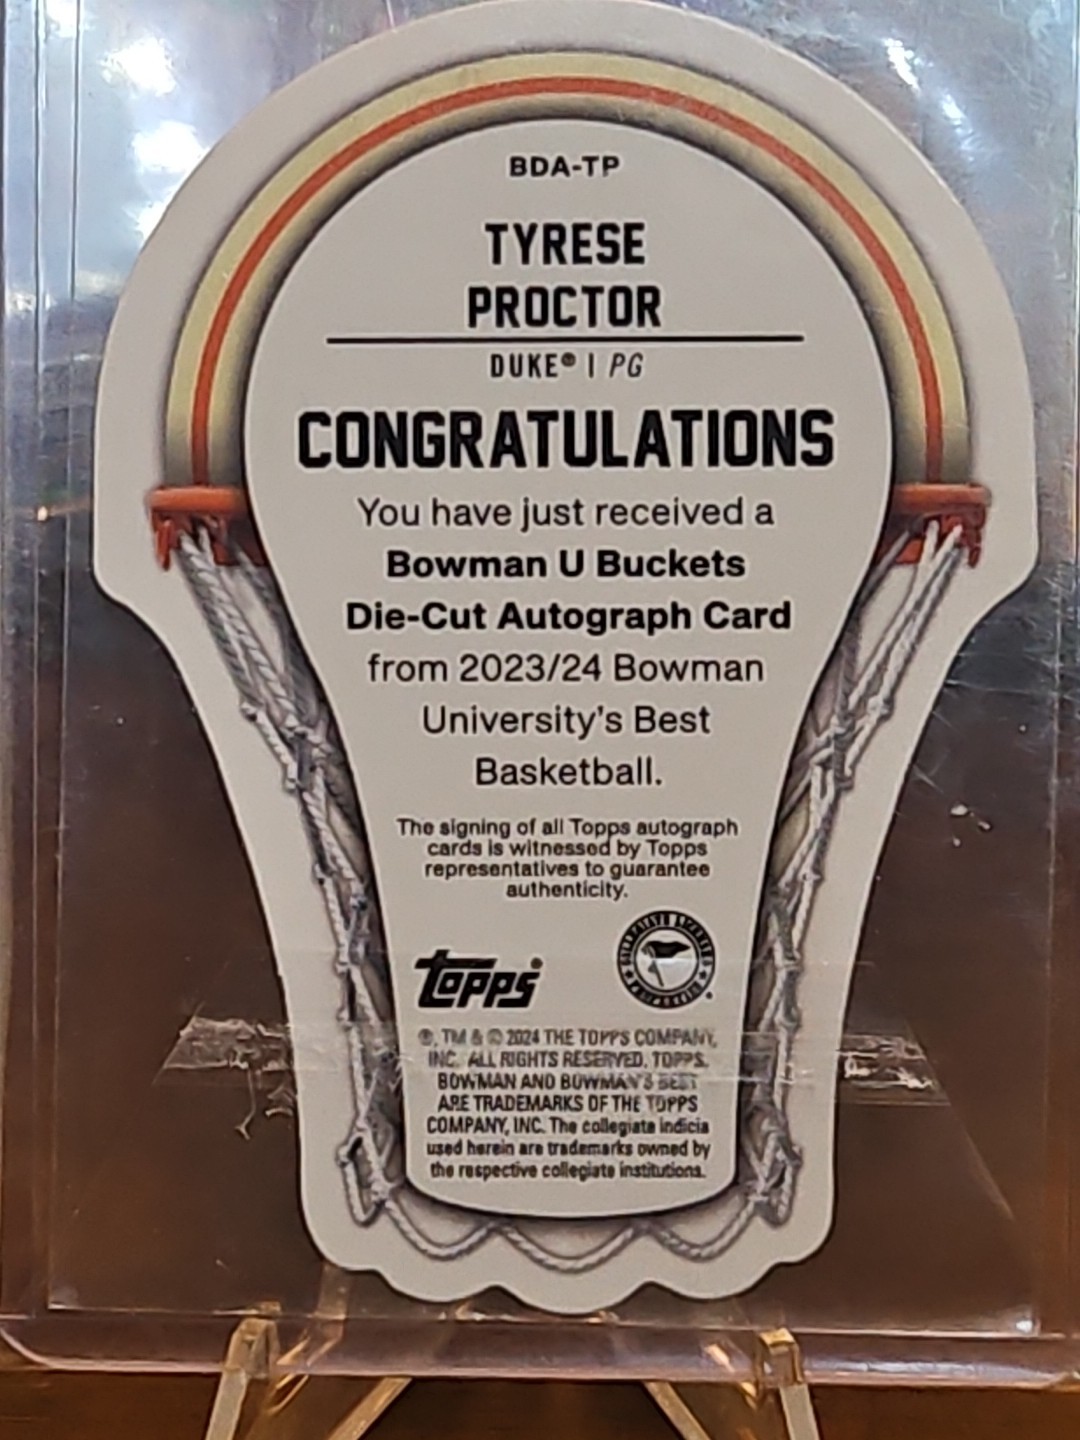 BDA-TP
TYRESE
PROCTOR
DUKE® | PG
CONGRATULATIONS
You have just received a
Bowman U Buckets
Die-Cut Autograph Card
from 2023/24 Bowman
University's Best
Basketball.
The signing of all Topps autograph
cards is witnessed by Topps
representatives to guarantee
authenticity.
topps®
®, TM & © 2024 THE TOPPS COMPANY,
INC. ALL RIGHTS RESERVED. TOPPS.
BOWMAN AND BOWMAN'S BEST
ARE TRADEMARKS OF THE TOPPS
COMPANY, INC. The collegiate indicia
used herein are trademarks owned by
the respective collegiate institutions.